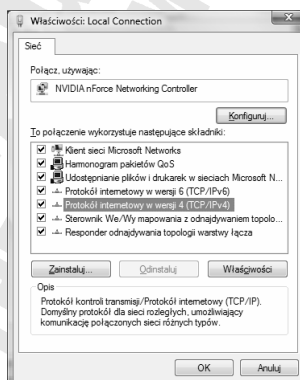 Właściwości: Local Connection
Sieć
Połącz, używając:
NVIDIA nForce Networking Controller
Konfiguruj...
To połączenie wykorzystuje następujące składniki:
Klient sieci Microsoft Networks
Harmonogram pakietów QoS
Udostępnianie plików i drukarek w sieciach Microsoft N...
Protokół internetowy w wersji 6 (TCP/IPv6)
Protokół internetowy w wersji 4 (TCP/IPv4)
Sterownik We/Wy mapowania z odnajdywaniem topolo...
Responder odnajdywania topologii warstwy łącza
Zainstaluj...
Odinstaluj
Właściwości
Opis
Protokół kontroli transmisji/Protokół internetowy (TCP/IP).
Domyślny protokół dla sieci rozległych, umożliwiający
komunikację połączonych sieci różnych typów.
OK
Anuluj